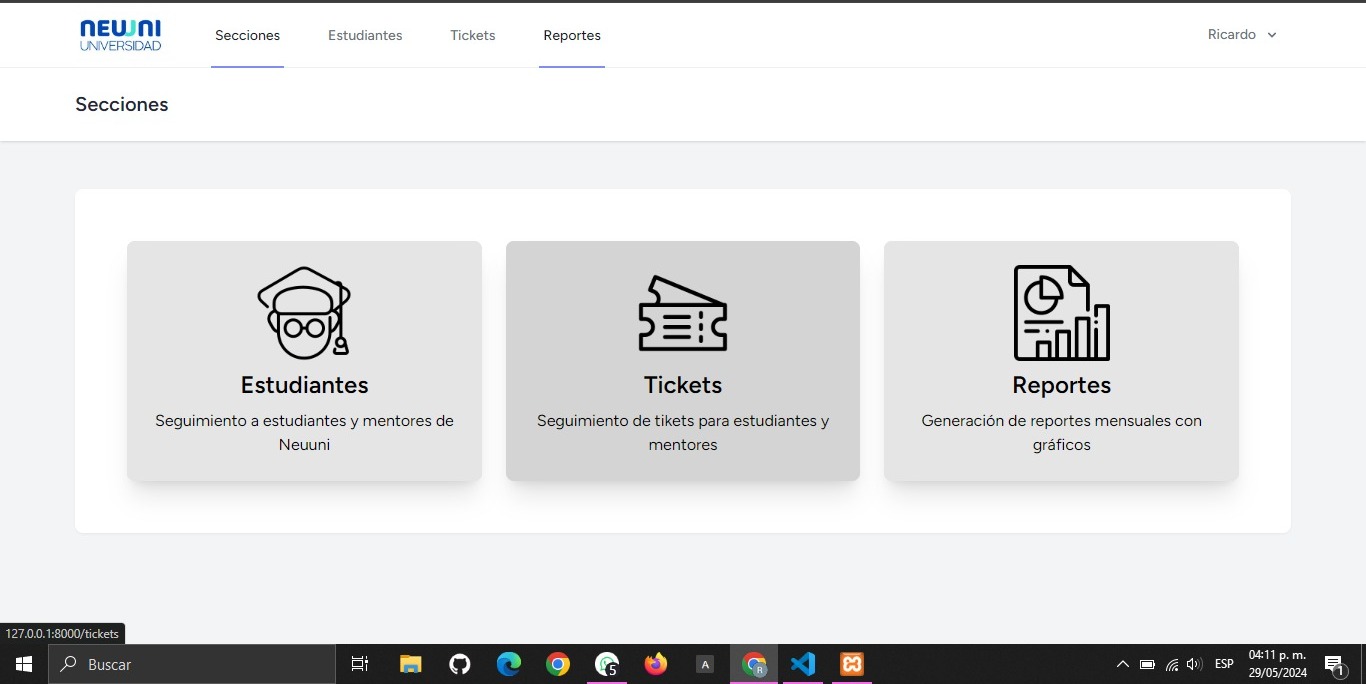 NEUUNI
UNIVERSIDAD
Secciones
Estudiantes
Tickets
Reportes
Ricardo
Secciones
Estudiantes
Seguimiento a estudiantes y mentores de
Neuuni
Tickets
Seguimiento de tikets para estudiantes y
mentores
Reportes
Generación de reportes mensuales con
gráficos
127.0.0.1:8000/tickets
Buscar
5
A
R
ESP
04:11 p. m.
29/05/2024
1